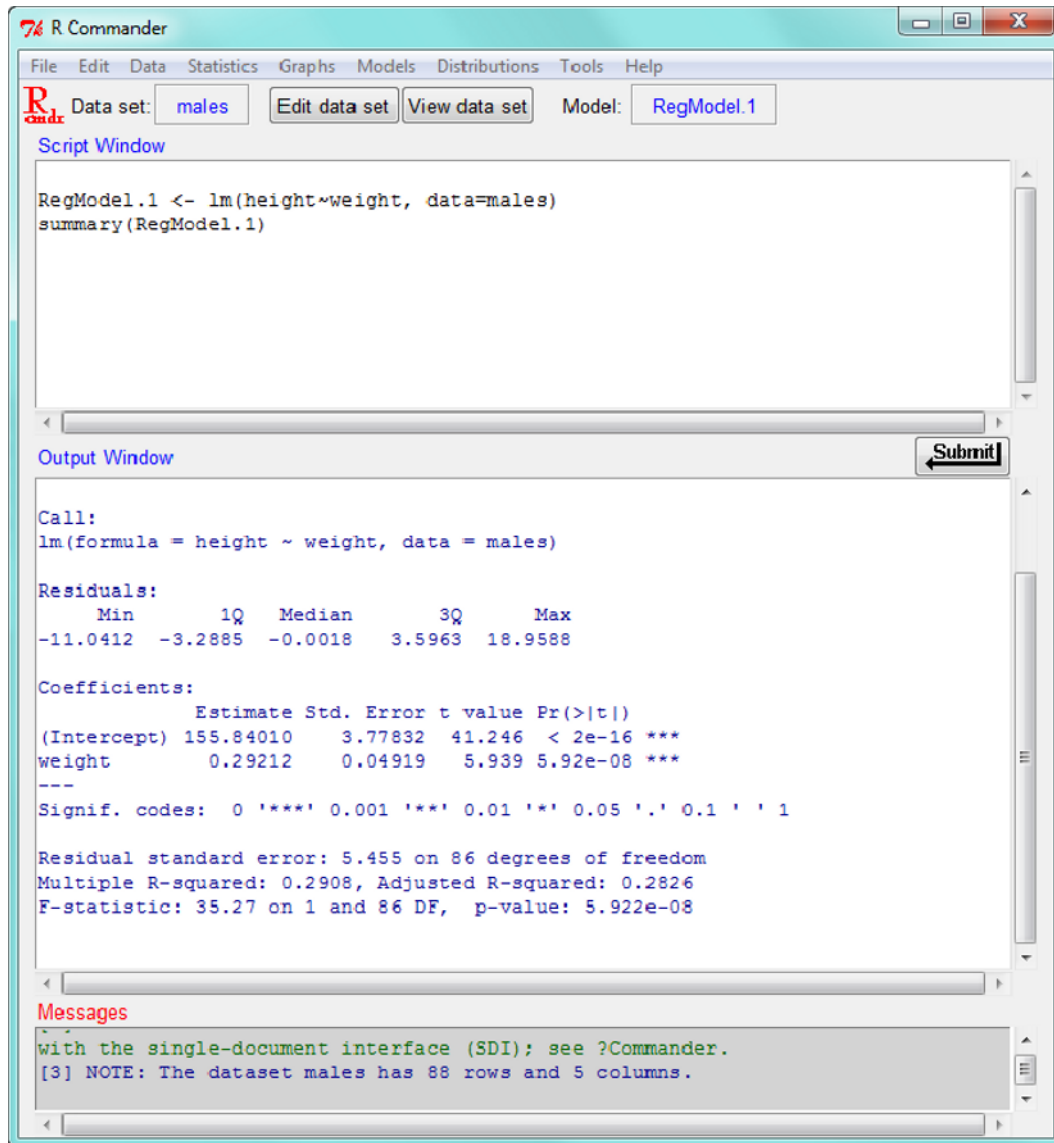 R Commander
File Edit Data Statistics Graphs Models Distributions Tools Help
R cmdr Data set: males Edit data set View data set Model: RegModel.1
Script Window
RegModel.1 <- lm(height~weight, data=males)
summary(RegModel.1)
Output Window
Submit
Call:
lm(formula = height ~ weight, data = males)
Residuals:
Min 1Q Median 3Q Max
-11.0412 -3.2885 -0.0018 3.5963 18.9588
Coefficients:
Estimate Std. Error t value Pr(>|t|)
(Intercept) 155.84010 3.77832 41.246 < 2e-16 ***
weight 0.29212 0.04919 5.939 5.92e-08 ***
---
Signif. codes: 0 '***' 0.001 '**' 0.01 '*' 0.05 '.' 0.1 ' ' 1
Residual standard error: 5.455 on 86 degrees of freedom
Multiple R-squared: 0.2908, Adjusted R-squared: 0.2826
F-statistic: 35.27 on 1 and 86 DF, p-value: 5.922e-08
Messages
with the single-document interface (SDI); see ?Commander.
[3] NOTE: The dataset males has 88 rows and 5 columns.